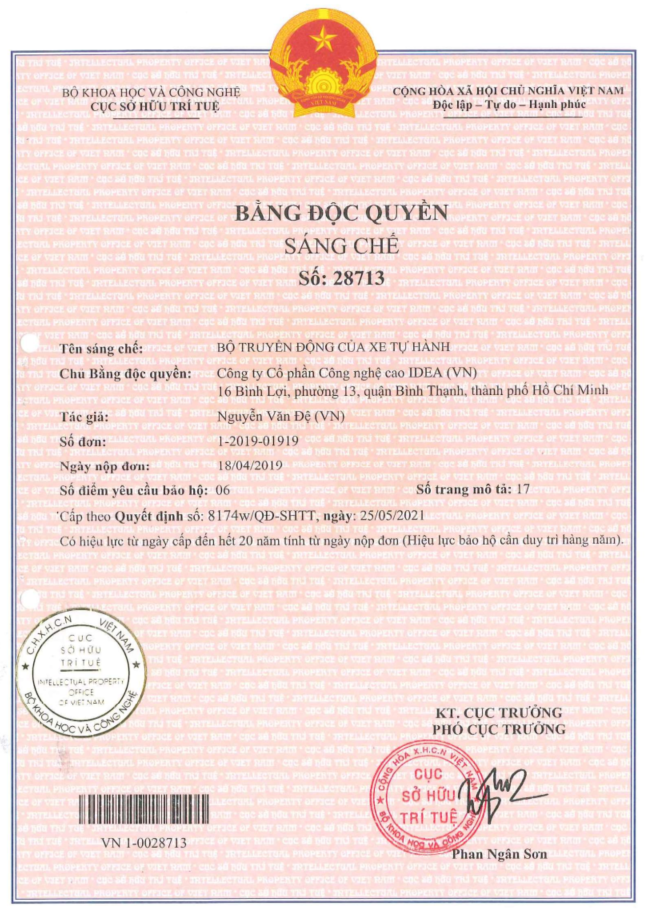 BỘ KHOA HỌC VÀ CÔNG NGHỆ
CỤC SỞ HỮU TRÍ TUỆ
CỘNG HÒA XÃ HỘI CHỦ NGHĨA VIỆT NAM
Độc lập – Tự do – Hạnh phúc
BẰNG ĐỘC QUYỀN
SÁNG CHẾ
Số: 28713
Tên sáng chế: BỘ TRUYỀN ĐỘNG CỦA XE TỰ HÀNH
Chủ Bằng độc quyền: Công ty Cổ phần Công nghệ cao IDEA (VN)
16 Bình Lợi, phường 13, quận Bình Thạnh, thành phố Hồ Chí Minh
Tác giả: Nguyễn Văn Đệ (VN)
Số đơn: 1-2019-01919
Ngày nộp đơn: 18/04/2019
Số điểm yêu cầu bảo hộ: 06 Số trang mô tả: 17
Cấp theo Quyết định số: 8174w/QĐ-SHTT, ngày: 25/05/2021
Có hiệu lực từ ngày cấp đến hết 20 năm tính từ ngày nộp đơn (Hiệu lực bảo hộ cần duy trì hàng năm).
C.H.X.H.C.N VIỆT NAM
CỤC
SỞ HỮU
TRÍ TUỆ
INTELLECTUAL PROPERTY
OFFICE
OF VIET NAM
BỘ KHOA HỌC VÀ CÔNG NGHỆ
KT. CỤC TRƯỞNG
PHÓ CỤC TRƯỞNG
CỘNG HÒA X.H.C.N VIỆT NAM
CỤC
SỞ HỮU
TRÍ TUỆ
BỘ KHOA HỌC VÀ CÔNG NGHỆ
Phan Ngân Sơn
VN 1-0028713